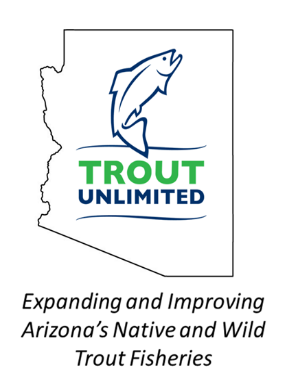 TROUT
UNLIMITED
Expanding and Improving
Arizona's Native and Wild
Trout Fisheries